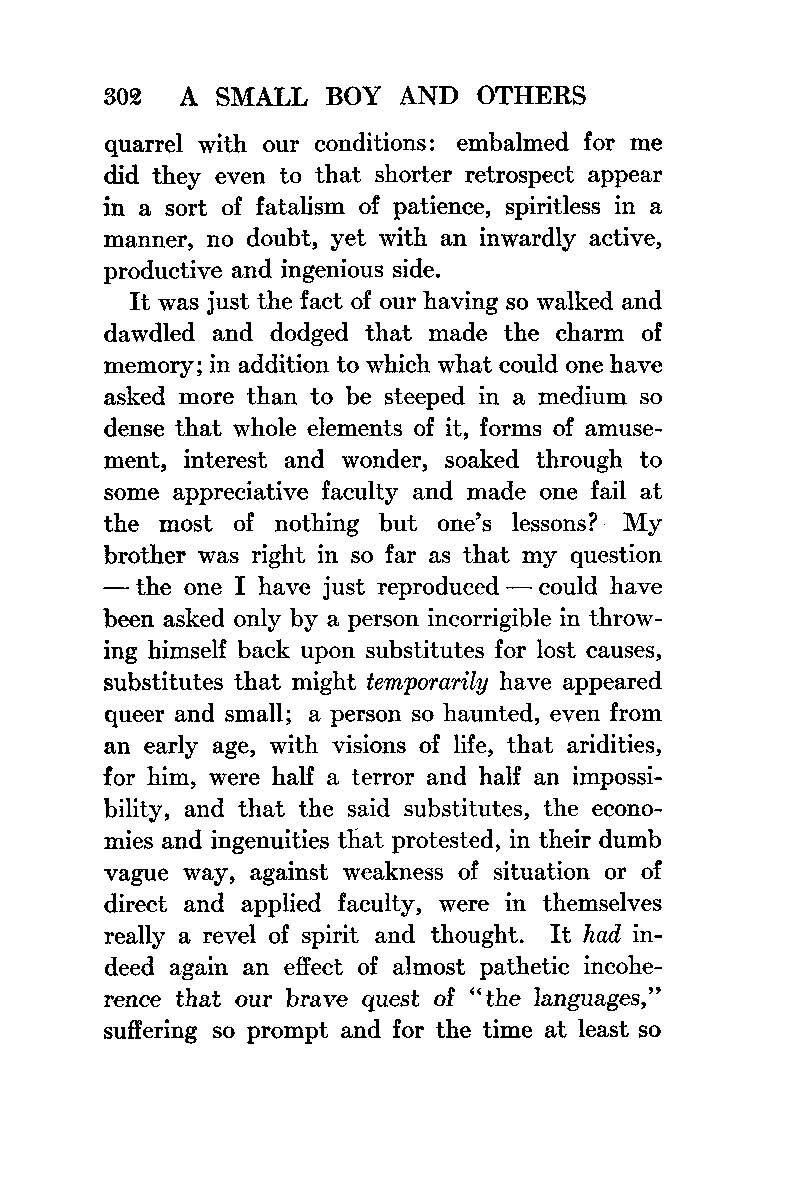 302 A SMALL BOY AND OTHERS
quarrel with our conditions: embalmed for me
did they even to that shorter retrospect appear
in a sort of fatalism of patience, spiritless in a
manner, no doubt, yet with an inwardly active,
productive and ingenious side.
It was just the fact of our having so walked and
dawdled and dodged that made the charm of
memory; in addition to which what could one have
asked more than to be steeped in a medium so
dense that whole elements of it, forms of amuse-
ment, interest and wonder, soaked through to
some appreciative faculty and made one fail at
the most of nothing but one's lessons? My
brother was right in so far as that my question
— the one I have just reproduced — could have
been asked only by a person incorrigible in throw-
ing himself back upon substitutes for lost causes,
substitutes that might temporarily have appeared
queer and small; a person so haunted, even from
an early age, with visions of life, that aridities,
for him, were half a terror and half an impossi-
bility, and that the said substitutes, the econo-
mies and ingenuities that protested, in their dumb
vague way, against weakness of situation or of
direct and applied faculty, were in themselves
really a revel of spirit and thought. It had in-
deed again an effect of almost pathetic incohe-
rence that our brave quest of "the languages,"
suffering so prompt and for the time at least so